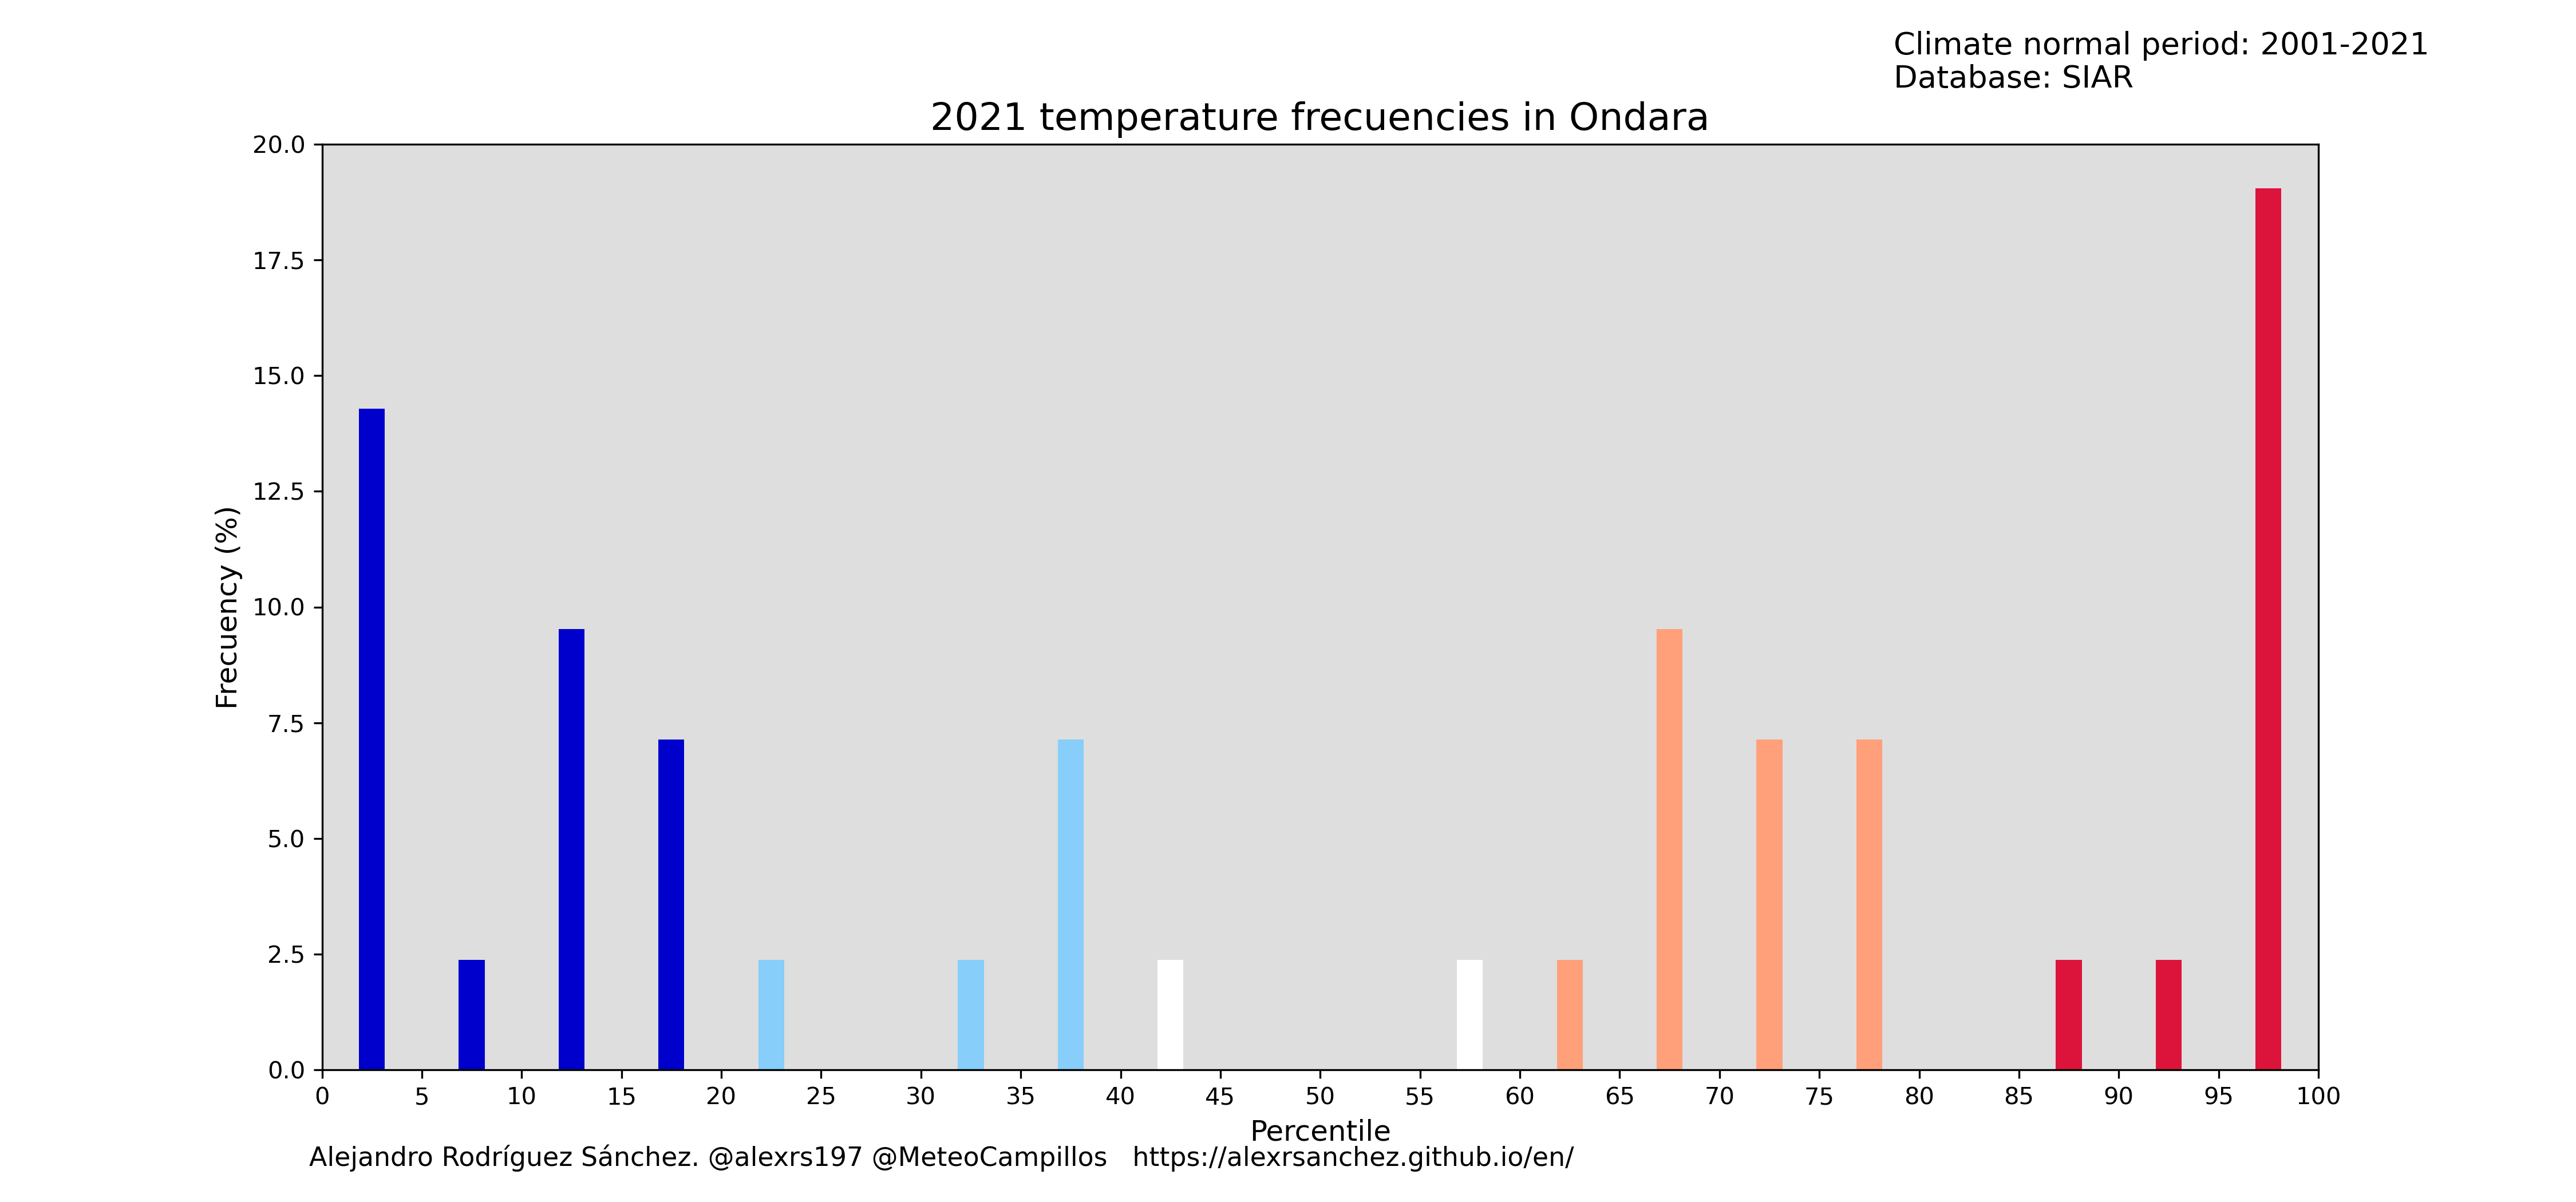 Climate normal period: 2001-2021
Database: SIAR
2021 temperature frecuencies in Ondara
20.0
17.5
15.0
12.5
10.0
7.5
5.0
2.5
0.0
Frecuency (%)
0 5 10 15 20 25 30 35 40 45 50 55 60 65 70 75 80 85 90 95 100
Percentile
Alejandro Rodríguez Sánchez. @alexrs197 @MeteoCampillos https://alexrsanchez.github.io/en/